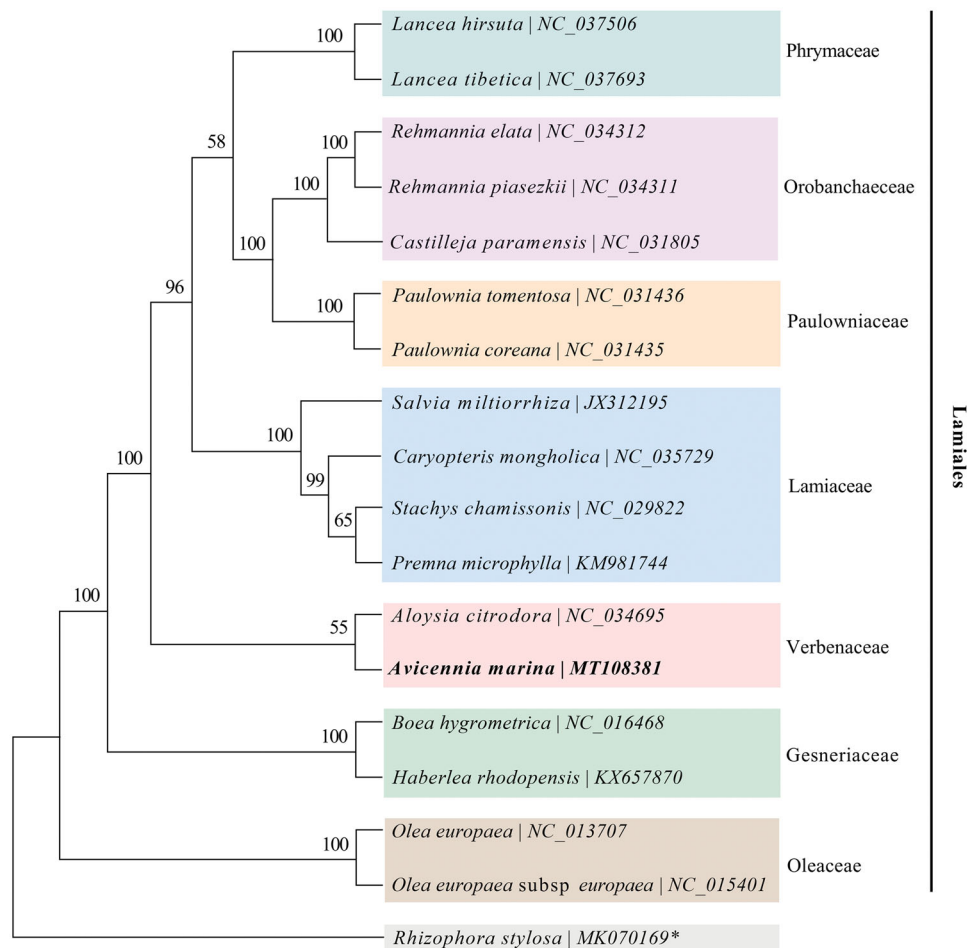 Lancea hirsuta | NC_037506
100
Phrymaceae
Lancea tibetica | NC_037693
Rehmannia elata | NC_034312
58
100
Rehmannia piasezkii | NC_034311
Orobanchaeceae
100
Castilleja paramensis | NC_031805
100
Paulownia tomentosa | NC_031436
96
100
Paulowniaceae
Paulownia coreana | NC_031435
Salvia miltiorrhiza | JX312195
Lamiales
100
Caryopteris mongholica | NC_035729
100
99
Lamiaceae
Stachys chamissonis | NC_029822
65
Premna microphylla | KM981744
100
Aloysia citrodora | NC_034695
55
Verbenaceae
Avicennia marina | MT108381
Boea hygrometrica | NC_016468
100
Gesneriaceae
Haberlea rhodopensis | KX657870
Olea europaea | NC_013707
100
Oleaceae
Olea europaea subsp europaea | NC_015401
Rhizophora stylosa | MK070169*